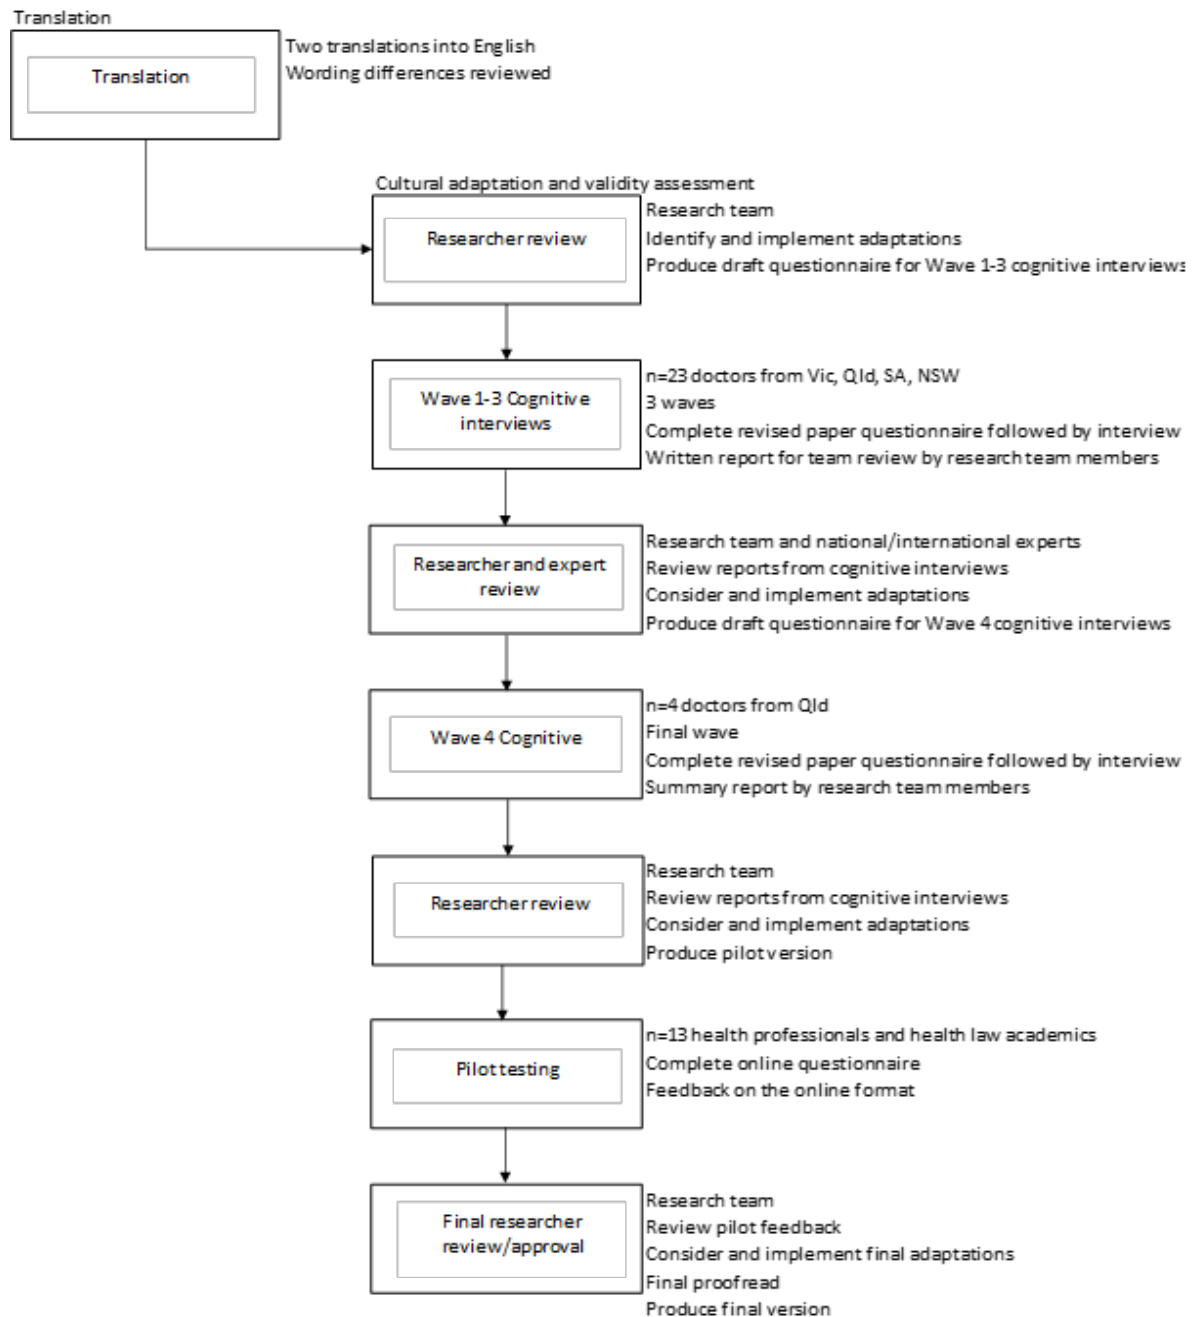 Translation
Translation
Two translations into English
Wording differences reviewed
Cultural adaptation and validity assessment
Researcher review
Research team
Identify and implement adaptations
Produce draft questionnaire for Wave 1-3 cognitive interviews
Wave 1-3 Cognitive
interviews
n=23 doctors from Vic, Qld, SA, NSW
3 waves
Complete revised paper questionnaire followed by interview
Written report for team review by research team members
Researcher and expert
review
Research team and national/international experts
Review reports from cognitive interviews
Consider and implement adaptations
Produce draft questionnaire for Wave 4 cognitive interviews
Wave 4 Cognitive
n=4 doctors from Qld
Final wave
Complete revised paper questionnaire followed by interview
Summary report by research team members
Researcher review
Research team
Review reports from cognitive interviews
Consider and implement adaptations
Produce pilot version
Pilot testing
n=13 health professionals and health law academics
Complete online questionnaire
Feedback on the online format
Final researcher
review/approval
Research team
Review pilot feedback
Consider and implement final adaptations
Final proofread
Produce final version